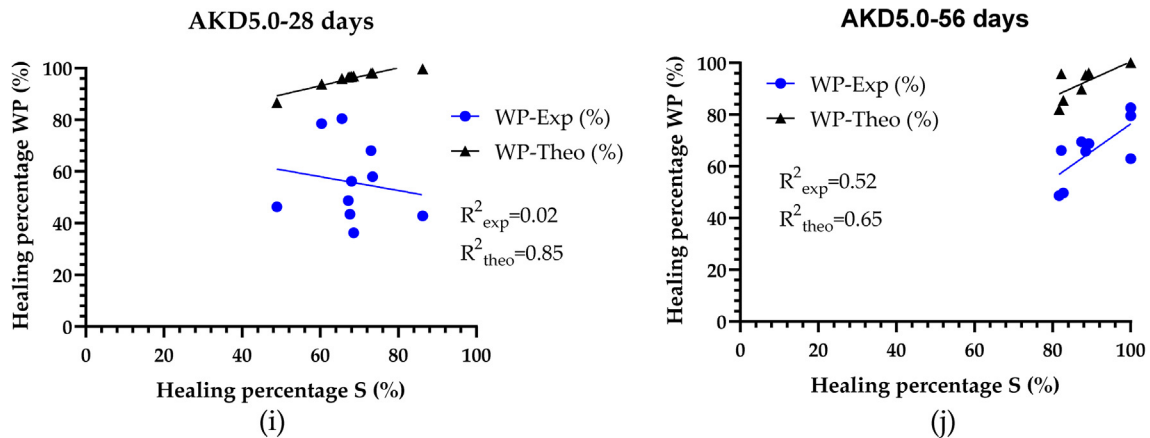 AKD5.0-28 days
Healing percentage WP (%)
100
80
60
40
20
0
0 20 40 60 80 100
Healing percentage S (%)
WP-Exp (%)
WP-Theo (%)
R²exp=0.02
R²theo=0.85
(i)
AKD5.0-56 days
Healing percentage WP (%)
100
80
60
40
20
0
0 20 40 60 80 100
Healing percentage S (%)
WP-Exp (%)
WP-Theo (%)
R²exp=0.52
R²theo=0.65
(j)